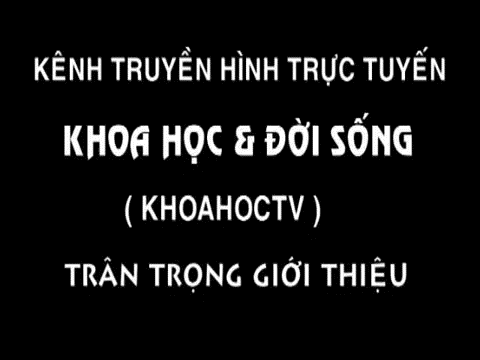 KÊNH TRUYỀN HÌNH TRỰC TUYẾN
KHOA HỌC & ĐỜI SỐNG
( KHOAHOCTV )
TRÂN TRỌNG GIỚI THIỆU